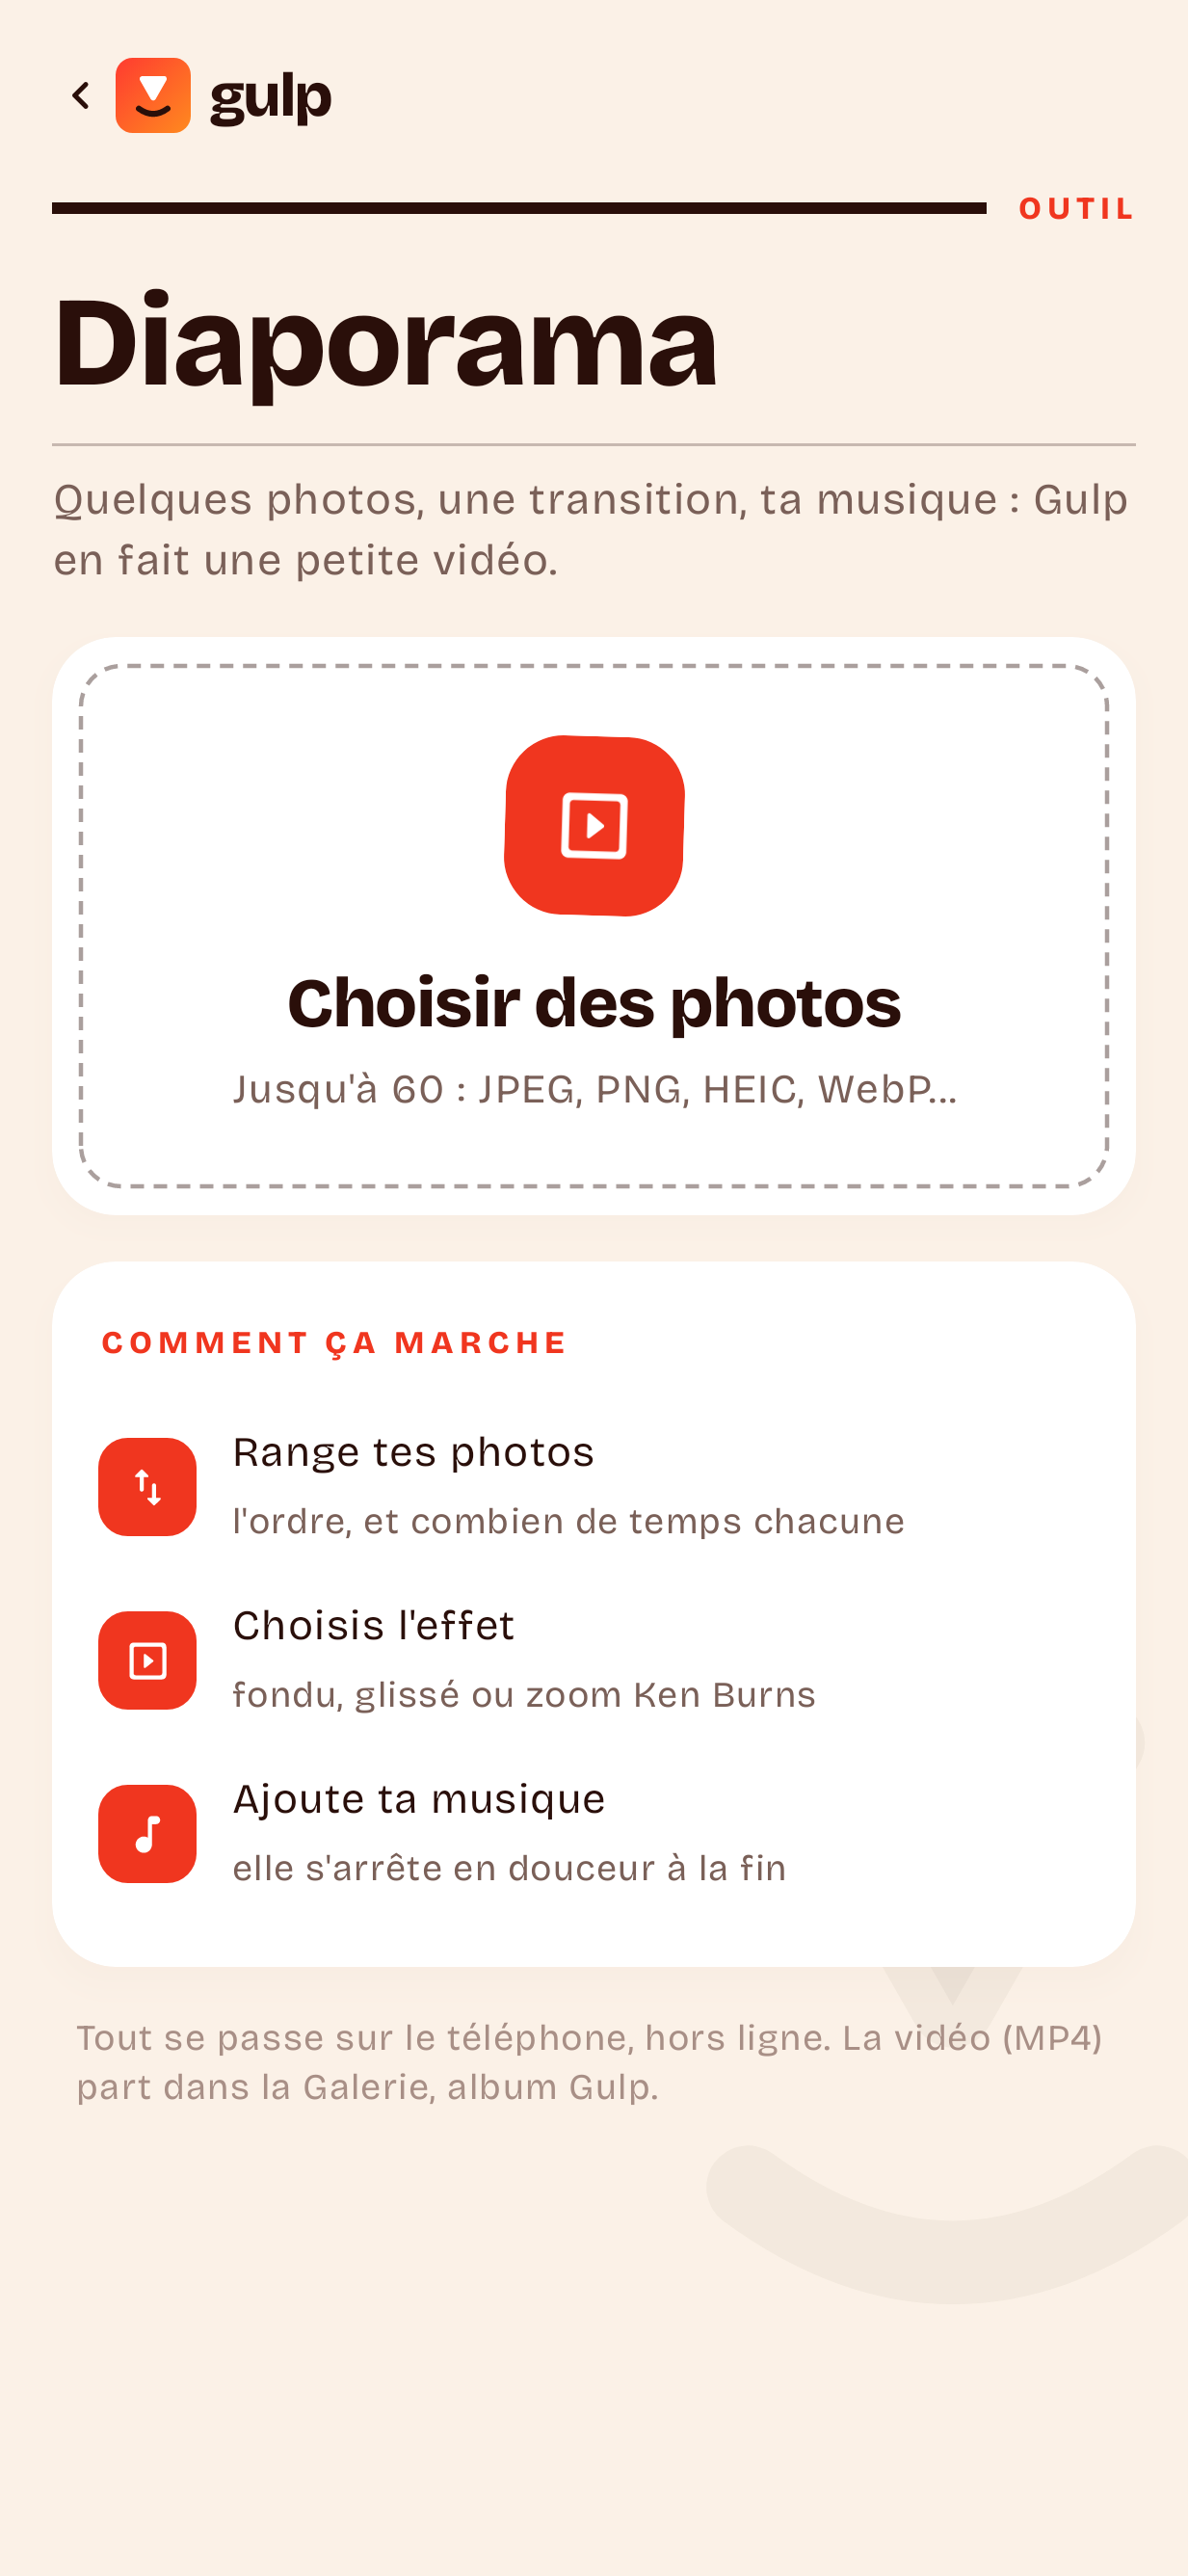 gulp
OUTIL
Diaporama
Quelques photos, une transition, ta musique : Gulp
en fait une petite vidéo.
Choisir des photos
Jusqu'à 60 : JPEG, PNG, HEIC, WebP...
COMMENT ÇA MARCHE
Range tes photos
l'ordre, et combien de temps chacune
Choisis l'effet
fondu, glissé ou zoom Ken Burns
Ajoute ta musique
elle s'arrête en douceur à la fin
Tout se passe sur le téléphone, hors ligne. La vidéo (MP4)
part dans la Galerie, album Gulp.